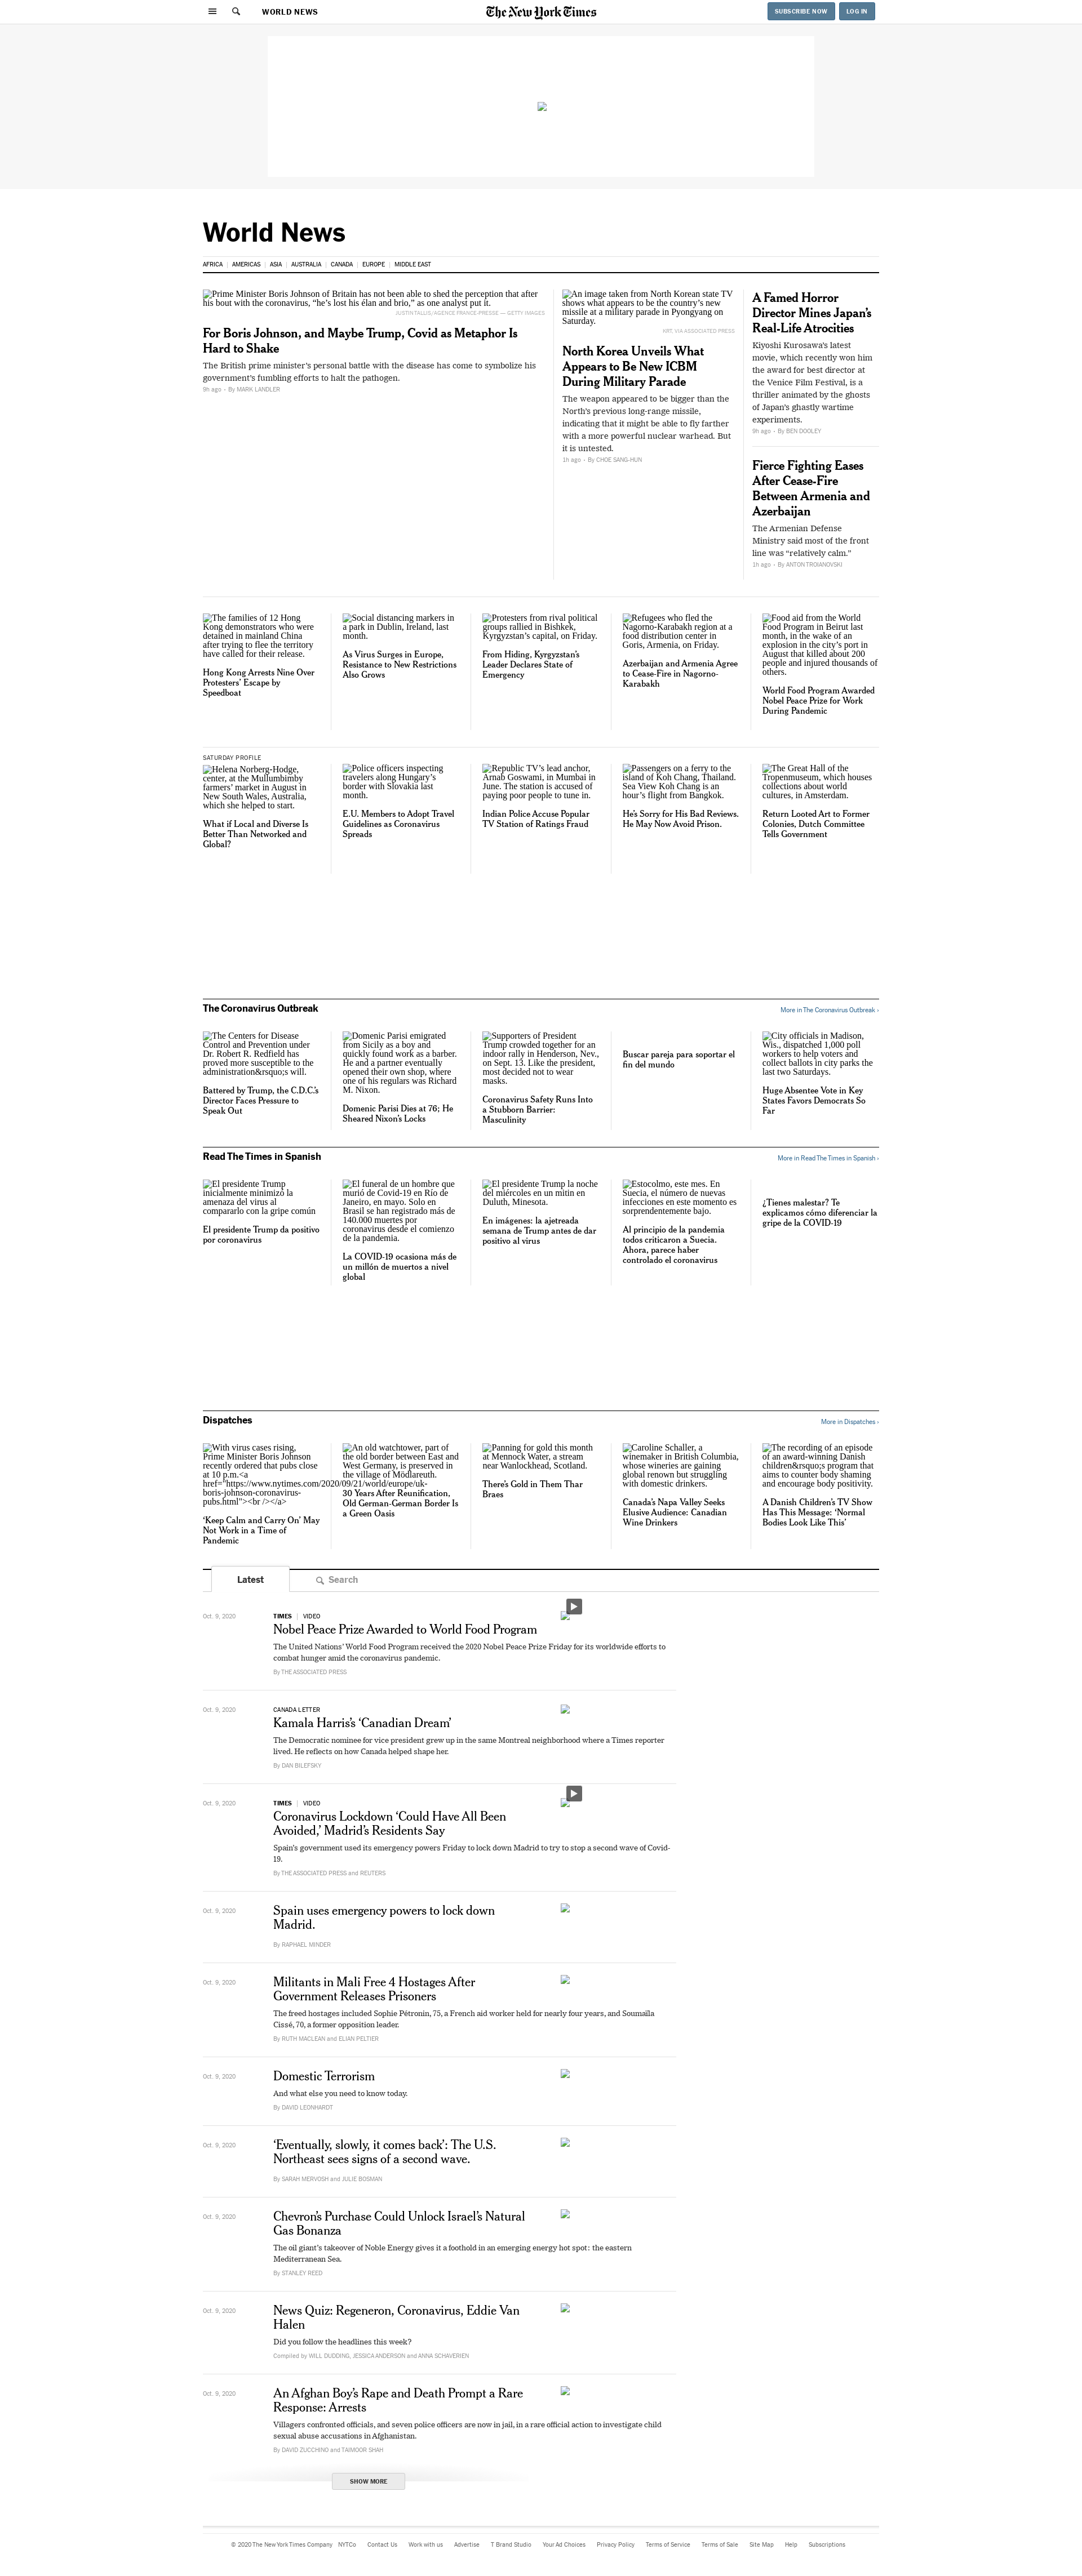 WORLD NEWS
The New York Times
SUBSCRIBE NOW
LOG IN
World News
AFRICA
AMERICAS
ASIA
AUSTRALIA
CANADA
EUROPE
MIDDLE EAST
Prime Minister Boris Johnson of Britain has not been able to shed the perception that after
his bout with the coronavirus, “he’s lost his élan and brio,” as one analyst put it.
JUSTIN TALLIS/AGENCE FRANCE-PRESSE — GETTY IMAGES
For Boris Johnson, and Maybe Trump, Covid as Metaphor Is
Hard to Shake
The British prime minister’s personal battle with the disease has come to symbolize his
government’s fumbling efforts to halt the pathogen.
9h ago - By MARK LANDLER
An image taken from North Korean state TV
shows what appears to be the country’s new
missile at a military parade in Pyongyang on
Saturday.
KRT, VIA ASSOCIATED PRESS
North Korea Unveils What
Appears to Be New ICBM
During Military Parade
The weapon appeared to be bigger than the
North’s previous long-range missile,
indicating that it might be able to fly farther
with a more powerful nuclear warhead. But
it is untested.
1h ago - By CHOE SANG-HUN
A Famed Horror
Director Mines Japan’s
Real-Life Atrocities
Kiyoshi Kurosawa’s latest
movie, which recently won him
the award for best director at
the Venice Film Festival, is a
thriller animated by the ghosts
of Japan’s ghastly wartime
experiments.
9h ago - By BEN DOOLEY
Fierce Fighting Eases
After Cease-Fire
Between Armenia and
Azerbaijan
The Armenian Defense
Ministry said most of the front
line was “relatively calm.”
1h ago - By ANTON TROIANOVSKI
The families of 12 Hong
Kong demonstrators who were
detained in mainland China
after trying to flee the territory
have called for their release.
Hong Kong Arrests Nine Over
Protesters’ Escape by
Speedboat
Social distancing markers in
a park in Dublin, Ireland, last
month.
As Virus Surges in Europe,
Resistance to New Restrictions
Also Grows
Protesters from rival political
groups rallied in Bishkek,
Kyrgyzstan’s capital, on Friday.
From Hiding, Kyrgyzstan’s
Leader Declares State of
Emergency
Refugees who fled the
Nagorno-Karabakh region at a
food distribution center in
Goris, Armenia, on Friday.
Azerbaijan and Armenia Agree
to Cease-Fire in Nagorno-
Karabakh
Food aid from the World
Food Program in Beirut last
month, in the wake of an
explosion in the city’s port in
August that killed about 200
people and injured thousands of
others.
World Food Program Awarded
Nobel Peace Prize for Work
During Pandemic
SATURDAY PROFILE
Helena Norberg-Hodge,
center, at the Mullumbimby
farmers’ market in August in
New South Wales, Australia,
which she helped to start.
What if Local and Diverse Is
Better Than Networked and
Global?
Police officers inspecting
travelers along Hungary’s
border with Slovakia last
month.
E.U. Members to Adopt Travel
Guidelines as Coronavirus
Spreads
Republic TV’s lead anchor,
Arnab Goswami, in Mumbai in
June. The station is accused of
paying poor people to tune in.
Indian Police Accuse Popular
TV Station of Ratings Fraud
Passengers on a ferry to the
island of Koh Chang, Thailand.
Sea View Koh Chang is an
hour’s flight from Bangkok.
He’s Sorry for His Bad Reviews.
He May Now Avoid Prison.
The Great Hall of the
Tropenmuseum, which houses
collections about world
cultures, in Amsterdam.
Return Looted Art to Former
Colonies, Dutch Committee
Tells Government
The Coronavirus Outbreak
More in The Coronavirus Outbreak ›
The Centers for Disease
Control and Prevention under
Dr. Robert R. Redfield has
proved more susceptible to the
administration&rsquo;s will.
Battered by Trump, the C.D.C.’s
Director Faces Pressure to
Speak Out
Domenic Parisi emigrated
from Sicily as a boy and
quickly found work as a barber.
He and a partner eventually
opened their own shop, where
one of his regulars was Richard
M. Nixon.
Domenic Parisi Dies at 76; He
Sheared Nixon’s Locks
Supporters of President
Trump crowded together for an
indoor rally in Henderson, Nev.,
on Sept. 13. Like the president,
most decided not to wear
masks.
Coronavirus Safety Runs Into
a Stubborn Barrier:
Masculinity
Buscar pareja para soportar el
fin del mundo
City officials in Madison,
Wis., dispatched 1,000 poll
workers to help voters and
collect ballots in city parks the
last two Saturdays.
Huge Absentee Vote in Key
States Favors Democrats So
Far
Read The Times in Spanish
More in Read The Times in Spanish ›
El presidente Trump
inicialmente minimizó la
amenaza del virus al
compararlo con la gripe común
El presidente Trump da positivo
por coronavirus
El funeral de un hombre que
murió de Covid-19 en Río de
Janeiro, en mayo. Solo en
Brasil se han registrado más de
140.000 muertes por
coronavirus desde el comienzo
de la pandemia.
La COVID-19 ocasiona más de
un millón de muertos a nivel
global
El presidente Trump la noche
del miércoles en un mitin en
Duluth, Minesota.
En imágenes: la ajetreada
semana de Trump antes de dar
positivo al virus
Estocolmo, este mes. En
Suecia, el número de nuevas
infecciones en este momento es
sorprendentemente bajo.
Al principio de la pandemia
todos criticaron a Suecia.
Ahora, parece haber
controlado el coronavirus
¿Tienes malestar? Te
explicamos cómo diferenciar la
gripe de la COVID-19
Dispatches
More in Dispatches ›
With virus cases rising,
Prime Minister Boris Johnson
recently ordered that pubs close
at 10 p.m.<a
href="https://www.nytimes.com/2020/09/21/world/europe/uk-
boris-johnson-coronavirus-
pubs.html"><br /></a>
‘Keep Calm and Carry On’ May
Not Work in a Time of
Pandemic
An old watchtower, part of
the old border between East and
West Germany, is preserved in
the village of Mödlareuth.
30 Years After Reunification,
Old German-German Border Is
a Green Oasis
Panning for gold this month
at Mennock Water, a stream
near Wanlockhead, Scotland.
There’s Gold in Them Thar
Braes
Caroline Schaller, a
winemaker in British Columbia,
whose wineries are gaining
global renown but struggling
with domestic drinkers.
Canada’s Napa Valley Seeks
Elusive Audience: Canadian
Wine Drinkers
The recording of an episode
of an award-winning Danish
children&rsquo;s program that
aims to counter body shaming
and encourage body positivity.
A Danish Children’s TV Show
Has This Message: ‘Normal
Bodies Look Like This’
Latest
Search
Oct. 9, 2020
TIMES | VIDEO
Nobel Peace Prize Awarded to World Food Program
The United Nations’ World Food Program received the 2020 Nobel Peace Prize Friday for its worldwide efforts to
combat hunger amid the coronavirus pandemic.
By THE ASSOCIATED PRESS
Oct. 9, 2020
CANADA LETTER
Kamala Harris’s ‘Canadian Dream’
The Democratic nominee for vice president grew up in the same Montreal neighborhood where a Times reporter
lived. He reflects on how Canada helped shape her.
By DAN BILEFSKY
Oct. 9, 2020
TIMES | VIDEO
Coronavirus Lockdown ‘Could Have All Been
Avoided,’ Madrid’s Residents Say
Spain’s government used its emergency powers Friday to lock down Madrid to try to stop a second wave of Covid-
19.
By THE ASSOCIATED PRESS and REUTERS
Oct. 9, 2020
Spain uses emergency powers to lock down
Madrid.
By RAPHAEL MINDER
Oct. 9, 2020
Militants in Mali Free 4 Hostages After
Government Releases Prisoners
The freed hostages included Sophie Pétronin, 75, a French aid worker held for nearly four years, and Soumaïla
Cissé, 70, a former opposition leader.
By RUTH MACLEAN and ELIAN PELTIER
Oct. 9, 2020
Domestic Terrorism
And what else you need to know today.
By DAVID LEONHARDT
Oct. 9, 2020
‘Eventually, slowly, it comes back’: The U.S.
Northeast sees signs of a second wave.
By SARAH MERVOSH and JULIE BOSMAN
Oct. 9, 2020
Chevron’s Purchase Could Unlock Israel’s Natural
Gas Bonanza
The oil giant’s takeover of Noble Energy gives it a foothold in an emerging energy hot spot: the eastern
Mediterranean Sea.
By STANLEY REED
Oct. 9, 2020
News Quiz: Regeneron, Coronavirus, Eddie Van
Halen
Did you follow the headlines this week?
Compiled by WILL DUDDING, JESSICA ANDERSON and ANNA SCHAVERIEN
Oct. 9, 2020
An Afghan Boy’s Rape and Death Prompt a Rare
Response: Arrests
Villagers confronted officials, and seven police officers are now in jail, in a rare official action to investigate child
sexual abuse accusations in Afghanistan.
By DAVID ZUCCHINO and TAIMOOR SHAH
SHOW MORE
© 2020 The New York Times Company
NYTCo
Contact Us
Work with us
Advertise
T Brand Studio
Your Ad Choices
Privacy Policy
Terms of Service
Terms of Sale
Site Map
Help
Subscriptions